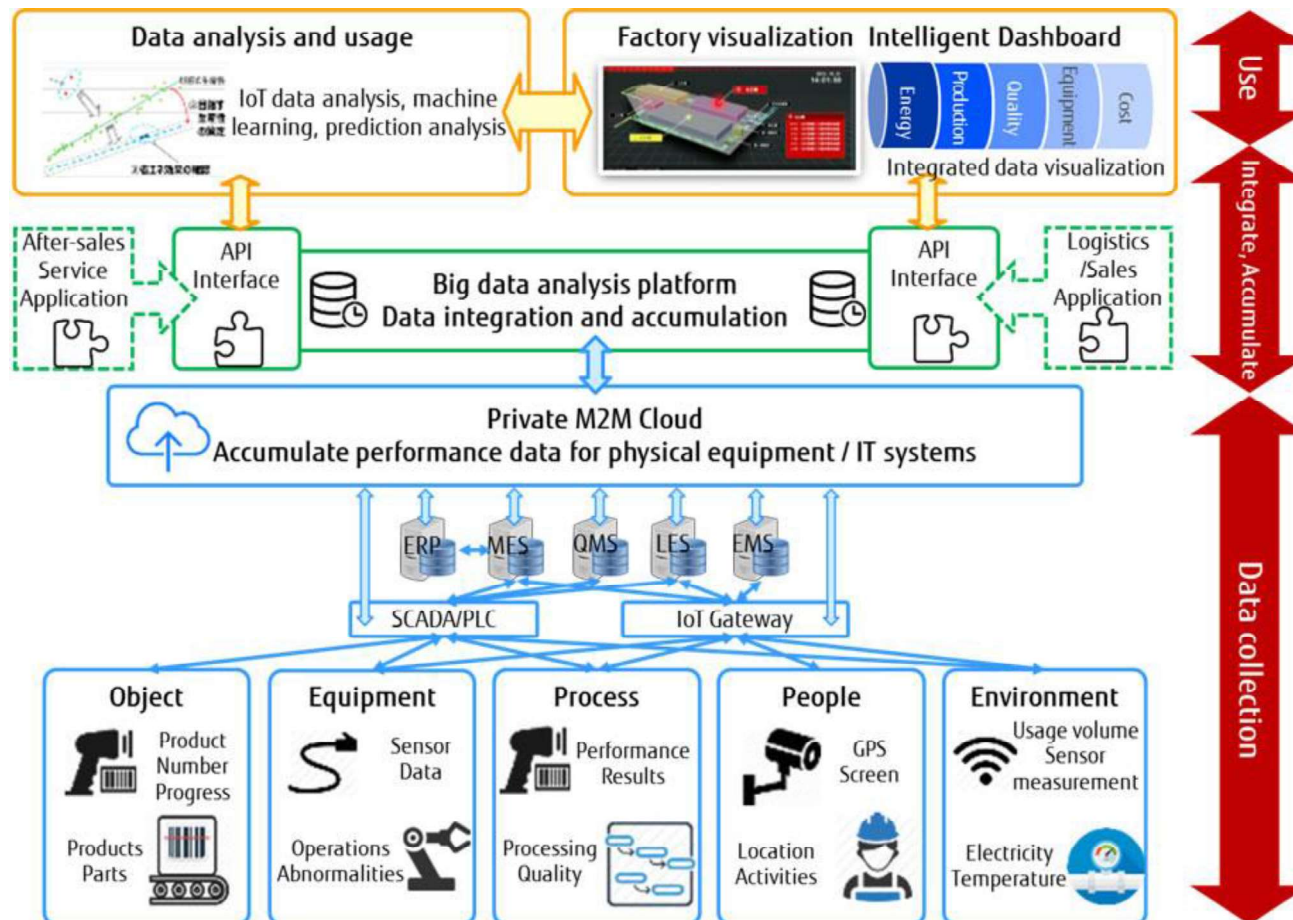 Data analysis and usage
IoT data analysis, machine
learning, prediction analysis
Factory visualization
Intelligent Dashboard
Energy
Production
Quality
Equipment
Cost
Integrated data visualization
Use
After-sales
Service
Application
API
Interface
Big data analysis platform
Data integration and accumulation
API
Interface
Logistics
/Sales
Application
Integrate, Accumulate
Private M2M Cloud
Accumulate performance data for physical equipment / IT systems
ERP
MES
QMS
LES
EMS
SCADA/PLC
IoT Gateway
Data collection
Object
Product
Number
Progress
Products
Parts
Equipment
Sensor
Data
Operations
Abnormalities
Process
Performance
Results
Processing
Quality
People
GPS
Screen
Location
Activities
Environment
Usage volume
Sensor
measurement
Electricity
Temperature